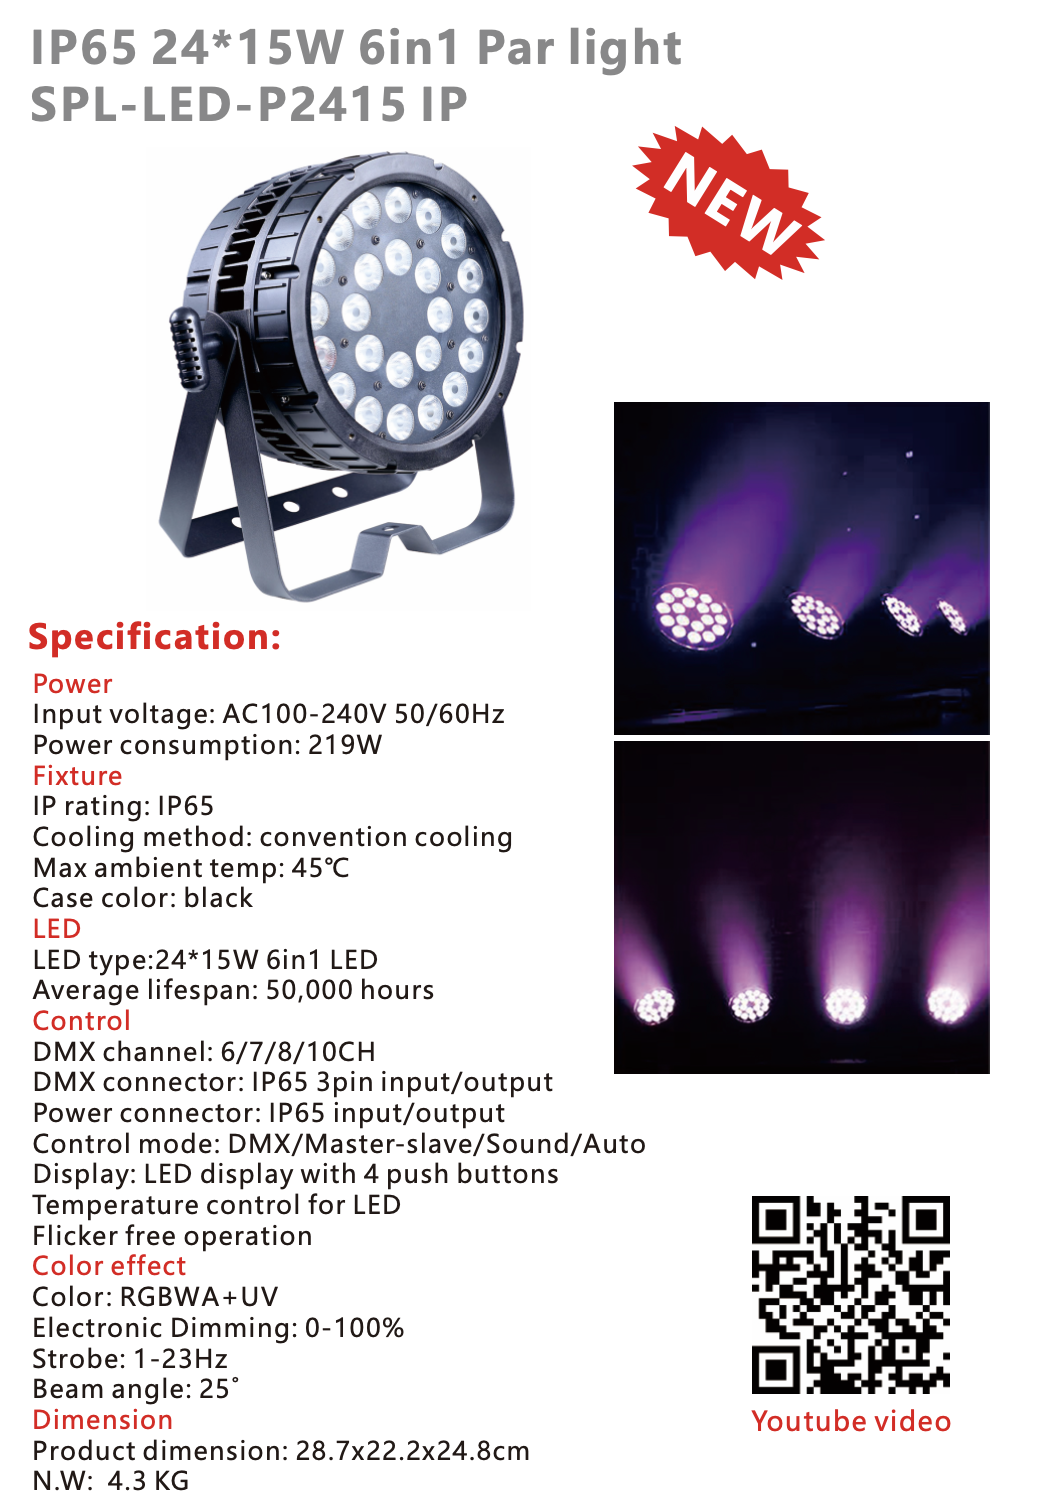 IP65 24*15W 6in1 Par light
SPL-LED-P2415 IP
NEW
Specification:
Power
Input voltage: AC100-240V 50/60Hz
Power consumption: 219W
Fixture
IP rating: IP65
Cooling method: convention cooling
Max ambient temp: 45℃
Case color: black
LED
LED type:24*15W 6in1 LED
Average lifespan: 50,000 hours
Control
DMX channel: 6/7/8/10CH
DMX connector: IP65 3pin input/output
Power connector: IP65 input/output
Control mode: DMX/Master-slave/Sound/Auto
Display: LED display with 4 push buttons
Temperature control for LED
Flicker free operation
Color effect
Color: RGBWA+UV
Electronic Dimming: 0-100%
Strobe: 1-23Hz
Beam angle: 25°
Dimension
Product dimension: 28.7x22.2x24.8cm
N.W: 4.3 KG
Youtube video